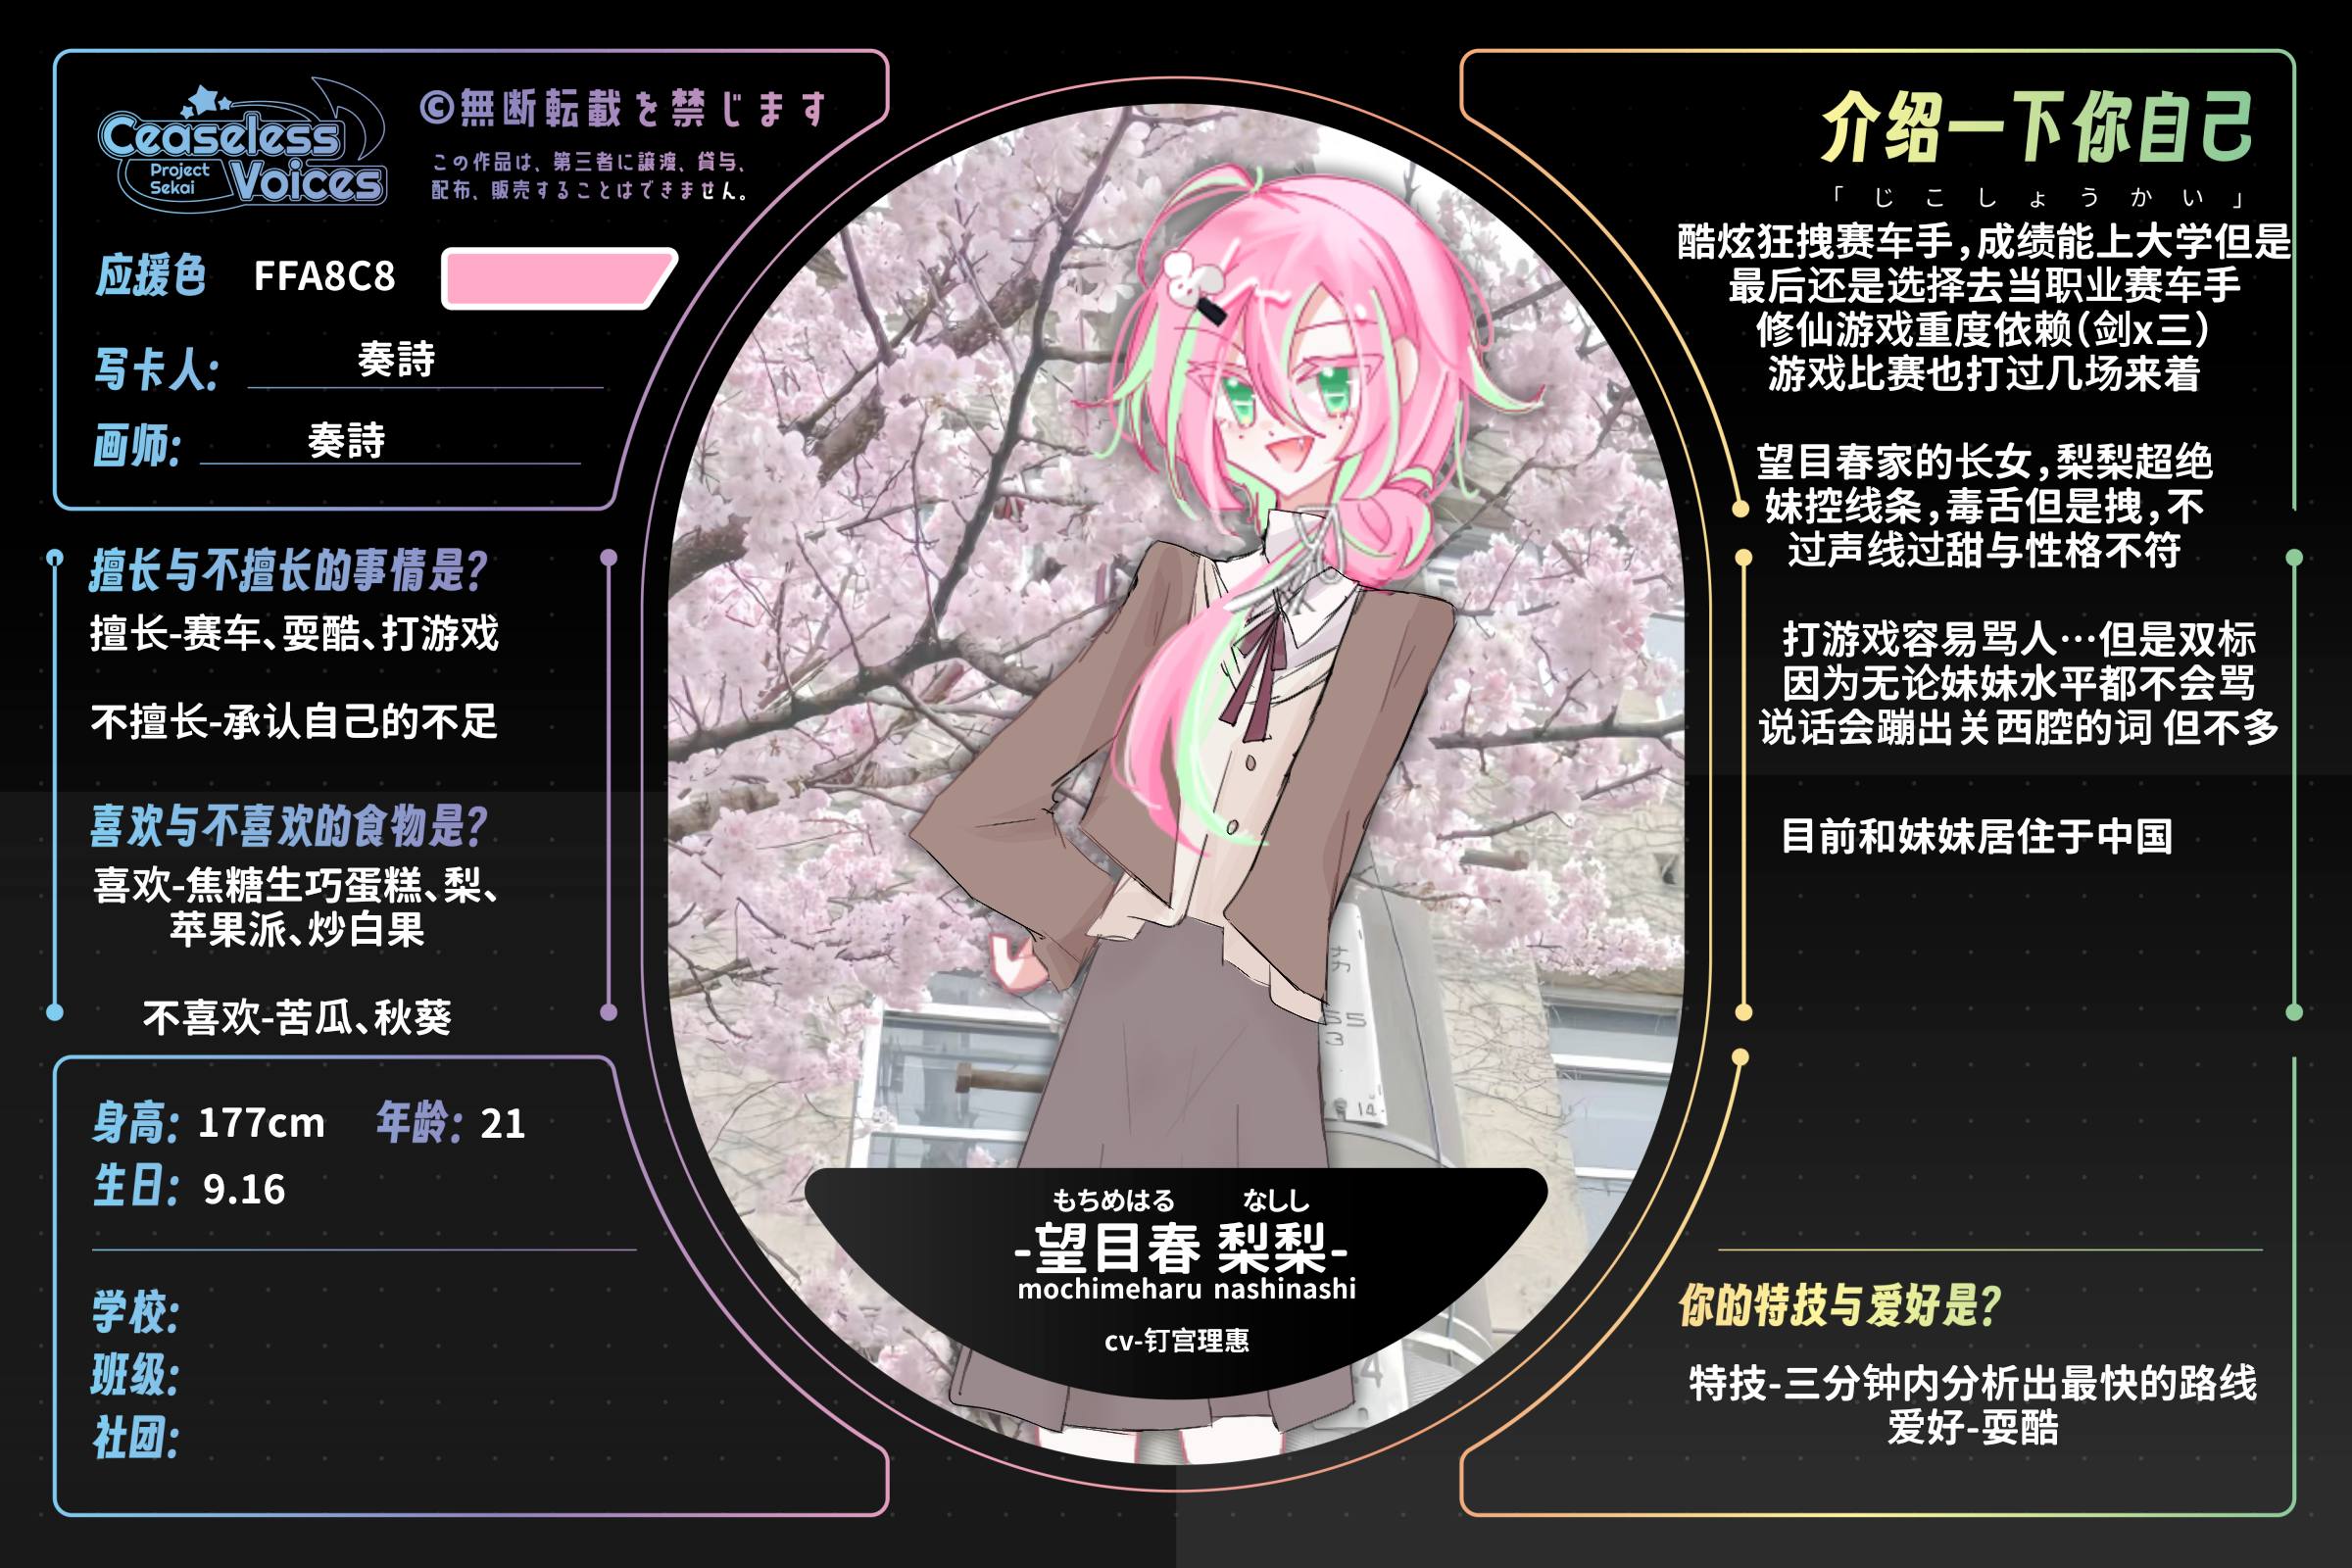 Ceaseless
Project
Sekai
Voices
©無断転載を禁じます
この作品は、第三者に譲渡、貸与、
配布、販売することはできません。
应援色 FFA8C8
写卡人: 奏詩
画师: 奏詩
擅长与不擅长的事情是?
擅长-赛车、耍酷、打游戏
不擅长-承认自己的不足
喜欢与不喜欢的食物是?
喜欢-焦糖生巧蛋糕、梨、
苹果派、炒白果
不喜欢-苦瓜、秋葵
身高: 177cm 年龄: 21
生日: 9.16
学校:
班级:
社团:
もちめはる なしし
-望目春 梨梨-
mochimeharu nashinashi
cv-钉宫理惠
介绍一下你自己
「じこしょうかい」
酷炫狂拽赛车手,成绩能上大学但是
最后还是选择去当职业赛车手
修仙游戏重度依赖(剑x三)
游戏比赛也打过几场来着
望目春家的长女,梨梨超绝
妹控线条,毒舌但是拽,不
过声线过甜与性格不符
打游戏容易骂人…但是双标
因为无论妹妹水平都不会骂
说话会蹦出关西腔的词 但不多
目前和妹妹居住于中国
你的特技与爱好是?
特技-三分钟内分析出最快的路线
爱好-耍酷